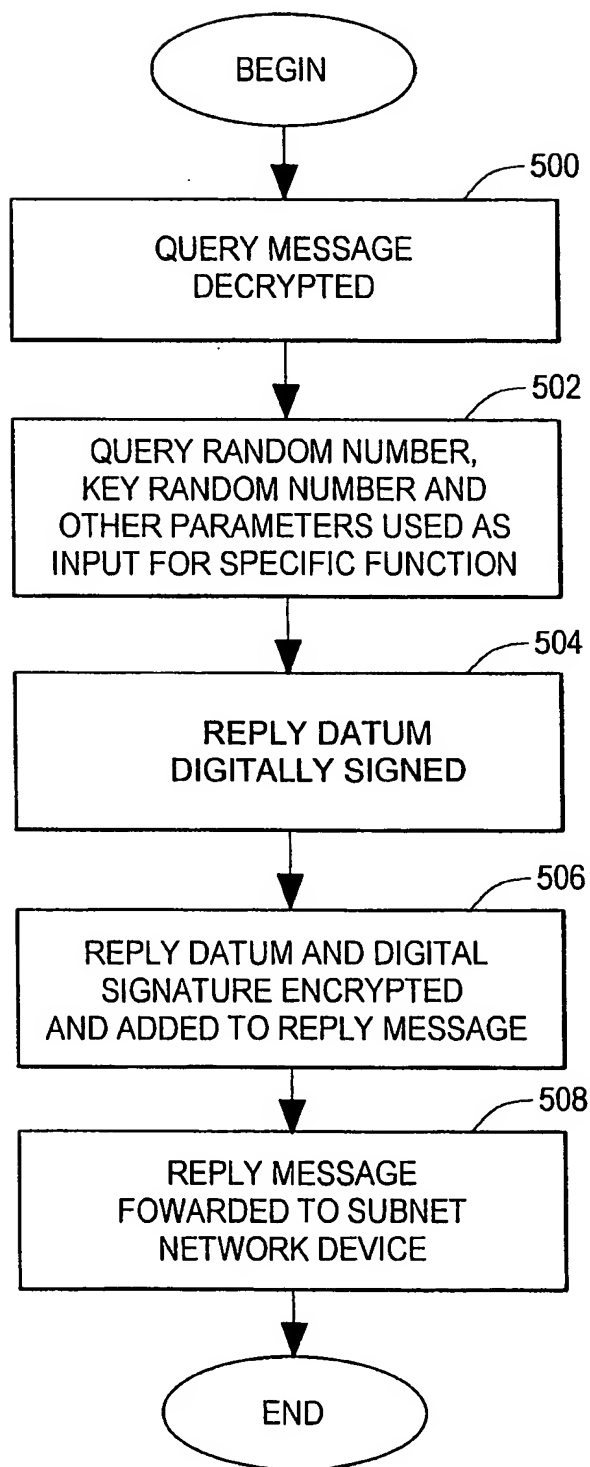 BEGIN
500
QUERY MESSAGE
DECRYPTED
502
QUERY RANDOM NUMBER,
KEY RANDOM NUMBER AND
OTHER PARAMETERS USED AS
INPUT FOR SPECIFIC FUNCTION
504
REPLY DATUM
DIGITALLY SIGNED
506
REPLY DATUM AND DIGITAL
SIGNATURE ENCRYPTED
AND ADDED TO REPLY MESSAGE
508
REPLY MESSAGE
FOWARDED TO SUBNET
NETWORK DEVICE
END